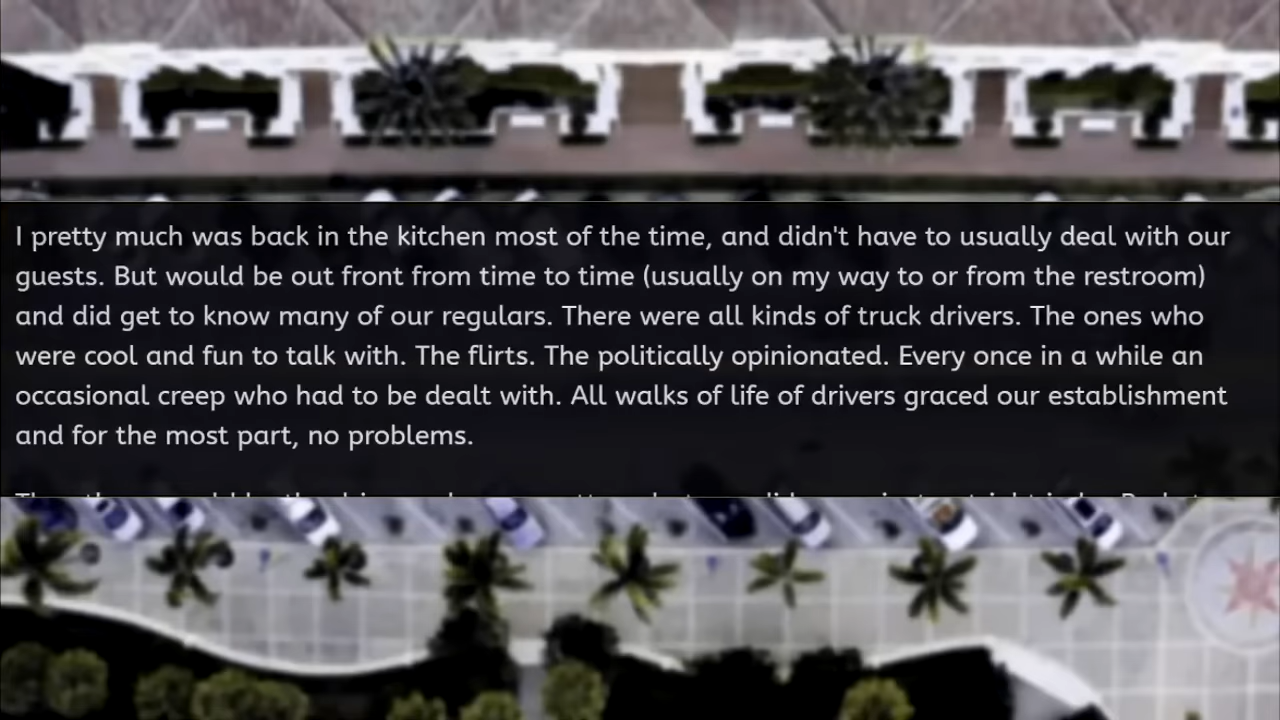 I pretty much was back in the kitchen most of the time, and didn't have to usually deal with our
guests. But would be out front from time to time (usually on my way to or from the restroom)
and did get to know many of our regulars. There were all kinds of truck drivers. The ones who
were cool and fun to talk with. The flirts. The politically opinionated. Every once in a while an
occasional creep who had to be dealt with. All walks of life of drivers graced our establishment
and for the most part, no problems.